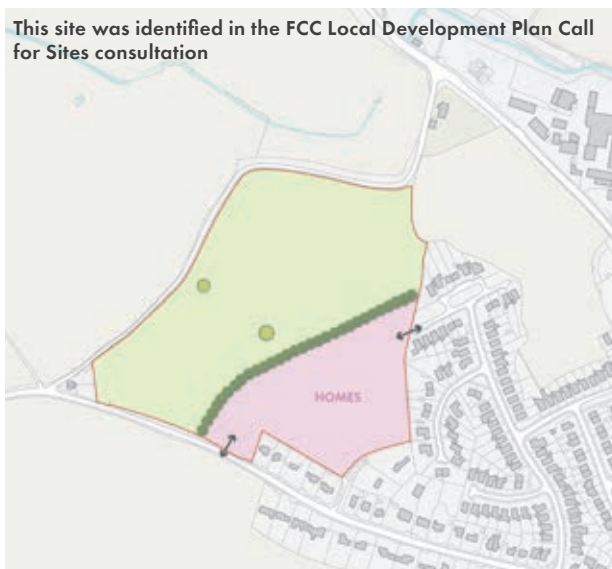 This site was identified in the FCC Local Development Plan Call
for Sites consultation
HOMES